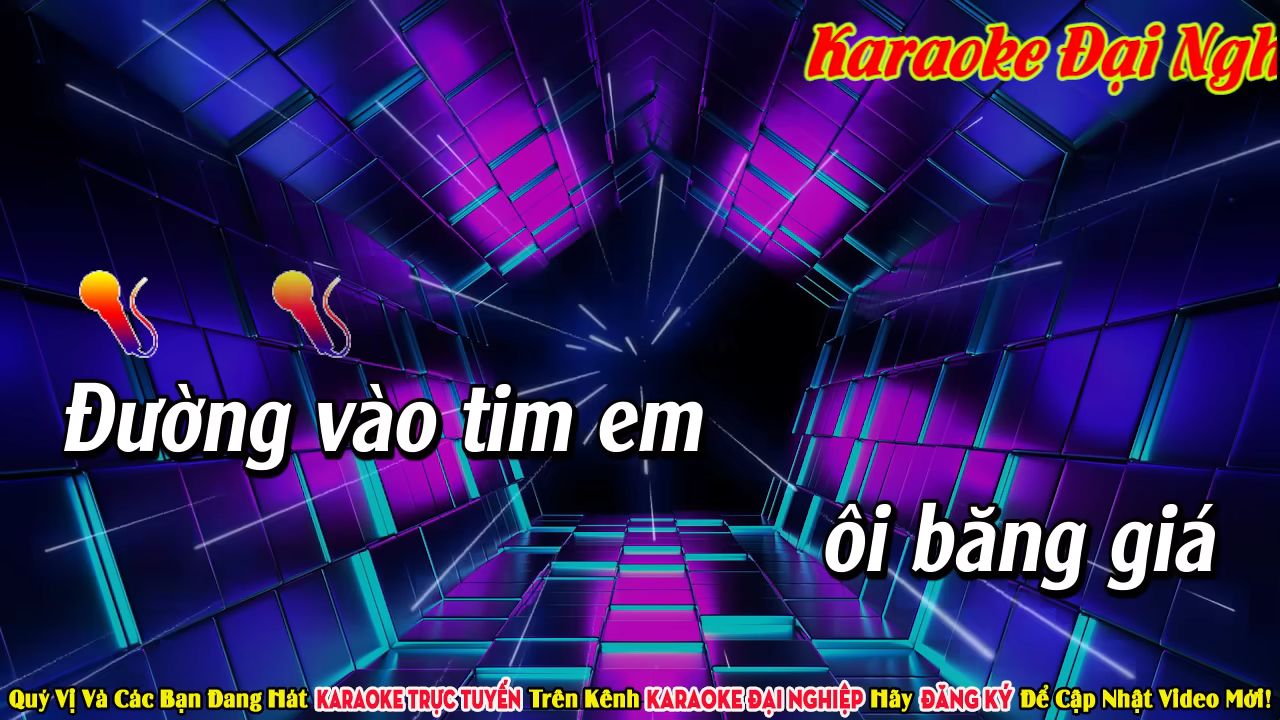 Karaoke Đại Ngh
Đường vào tim em
ôi băng giá
Quý Vị Và Các Bạn Đang Hát KARAOKE TRỰC TUYẾN Trên Kênh KARAOKE ĐẠI NGHIỆP Hãy ĐĂNG KÝ Để Cập Nhật Video Mới!